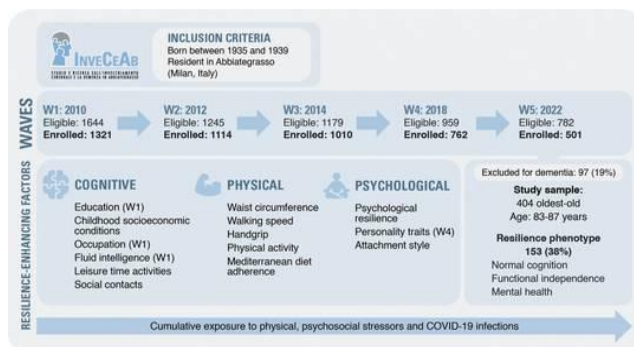 INCLUSION CRITERIA
Born between 1935 and 1939
Resident in Abbiategrasso
(Milan, Italy)
INVECEAB
STUDIO E RICERCA SULL'INVECCHIAMENTO
CEREBRALE E LA DEMENZA IN ABBIATEGRASSO
WAVES
W1: 2010
Eligible: 1644
Enrolled: 1321
W2: 2012
Eligible: 1245
Enrolled: 1114
W3: 2014
Eligible: 1179
Enrolled: 1010
W4: 2018
Eligible: 959
Enrolled: 762
W5: 2022
Eligible: 782
Enrolled: 501
RESILIENCE-ENHANCING FACTORS
COGNITIVE
Education (W1)
Childhood socioeconomic
conditions
Occupation (W1)
Fluid intelligence (W1)
Leisure time activities
Social contacts
PHYSICAL
Waist circumference
Walking speed
Handgrip
Physical activity
Mediterranean diet
adherence
PSYCHOLOGICAL
Psychological
resilience
Personality traits (W4)
Attachment style
Excluded for dementia: 97 (19%)
Study sample:
404 oldest-old
Age: 83-87 years
Resilience phenotype
153 (38%)
Normal cognition
Functional independence
Mental health
Cumulative exposure to physical, psychosocial stressors and COVID-19 infections